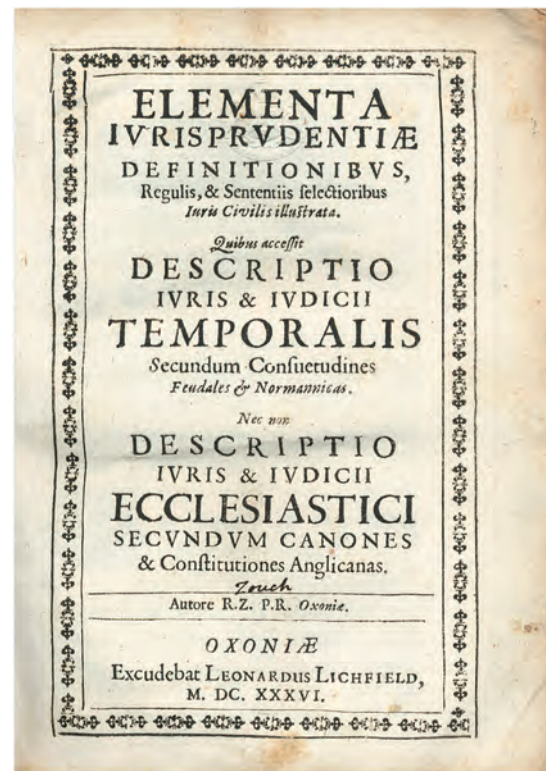 ELEMENTA
IVRISPRVDENTIÆ
DEFINITIONIBVS,
Regulis, & Sententiis ſelectioribus
Iuris Civilis illuſtrata.
Quibus acceſſit
DESCRIPTIO
IVRIS & IVDICII
TEMPORALIS
Secundum Conſuetudines
Feudales & Normannicas.
Nec non
DESCRIPTIO
IVRIS & IVDICII
ECCLESIASTICI
SECVNDVM CANONES
& Conſtitutiones Anglicanas.
Zouch
Autore R.Z. P.R. Oxoniæ.
OXONIÆ
Excudebat LEONARDUS LICHFIELD,
M. DC. XXXVI.